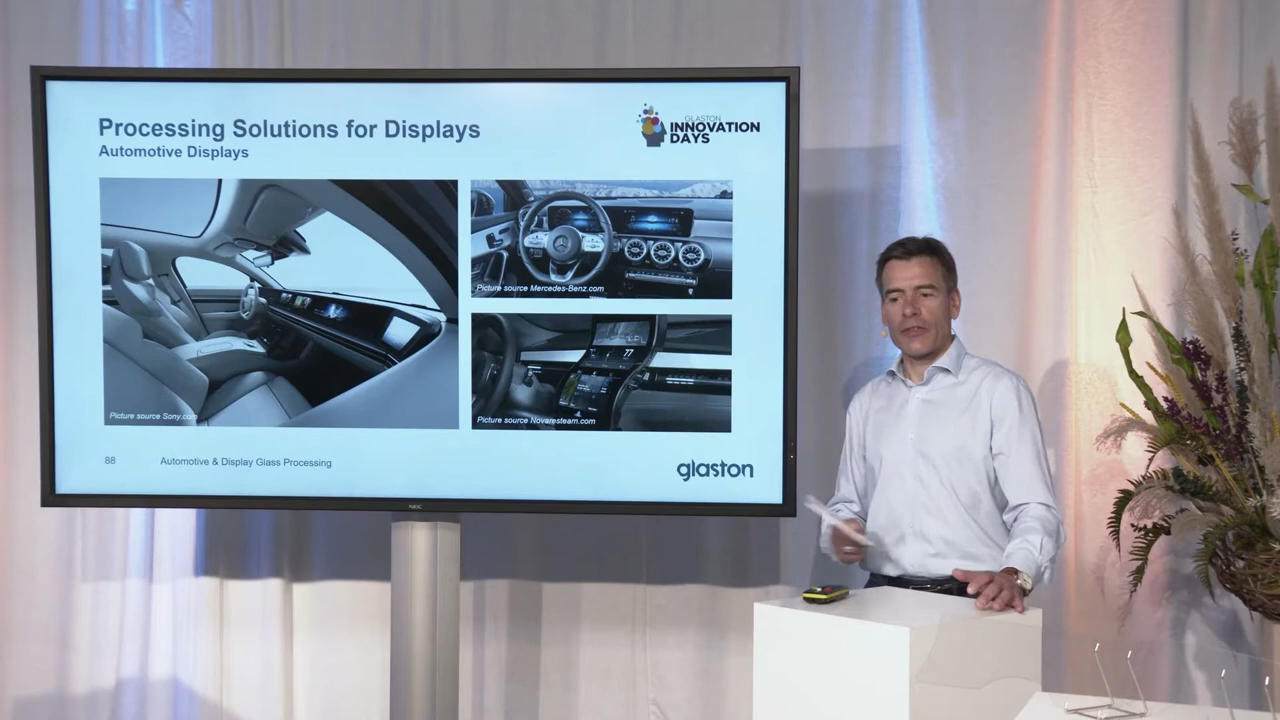 Processing Solutions for Displays
Automotive Displays
GLASTON
INNOVATION
DAYS
Picture source Sony.com
Picture source Mercedes-Benz.com
77
Picture source Novaresteam.com
88
Automotive & Display Glass Processing
glaston
NEC